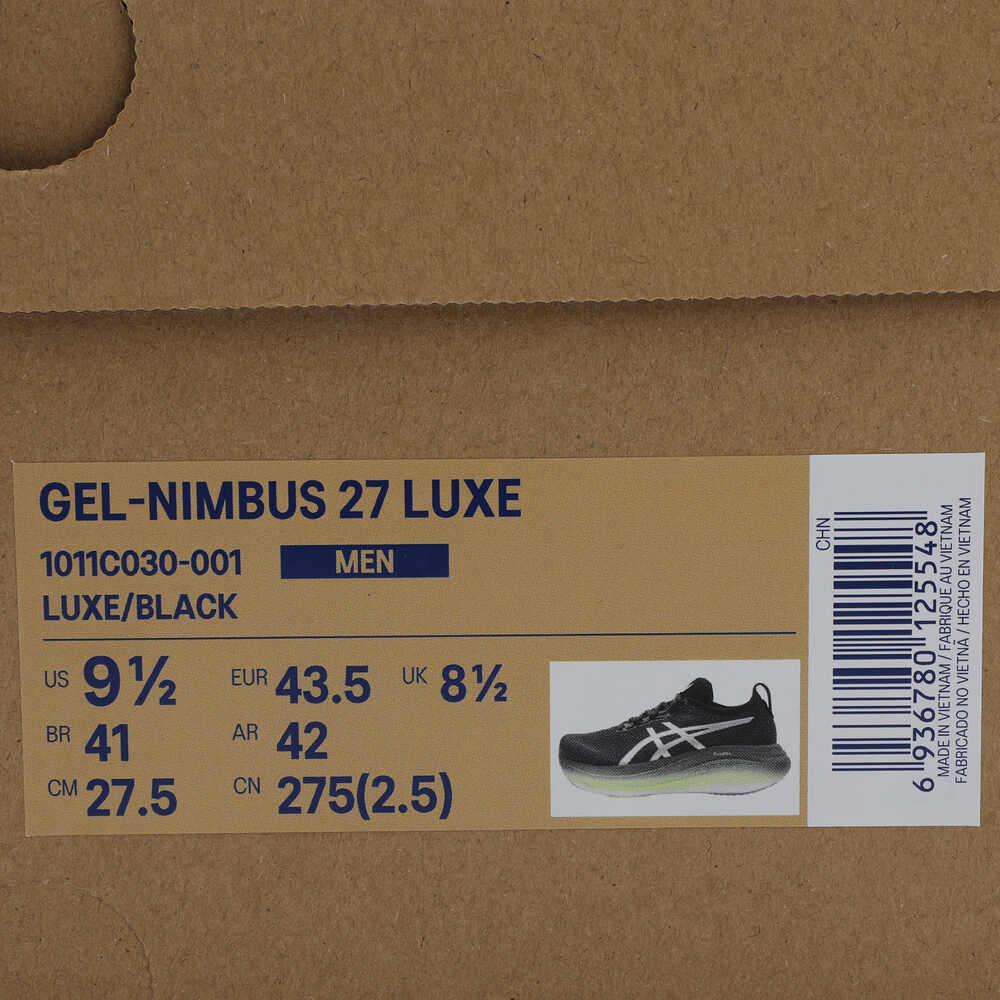 GEL-NIMBUS 27 LUXE
1011C030-001 MEN
LUXE/BLACK
US 9½ EUR 43.5 UK 8½
BR 41 AR 42
CM 27.5 CN 275(2.5)
CHN
6 936780 125548
MADE IN VIETNAM / FABRIQUE AU VIETNAM
FABRICADO NO VIETNÃ / HECHO EN VIETNAM